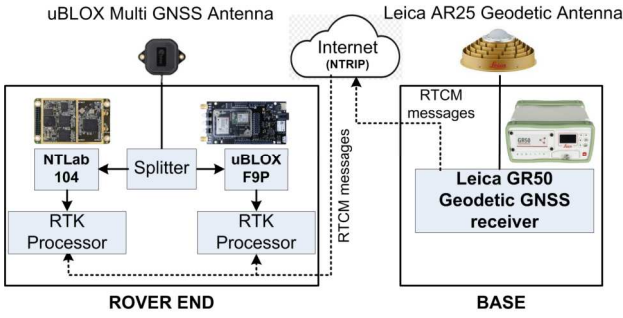 uBLOX Multi GNSS Antenna
Leica AR25 Geodetic Antenna
Internet
(NTRIP)
RTCM
messages
GR50
NTLab
104
Splitter
uBLOX
F9P
RTCM messages
Leica GR50
Geodetic GNSS
receiver
RTK
Processor
RTK
Processor
ROVER END
BASE